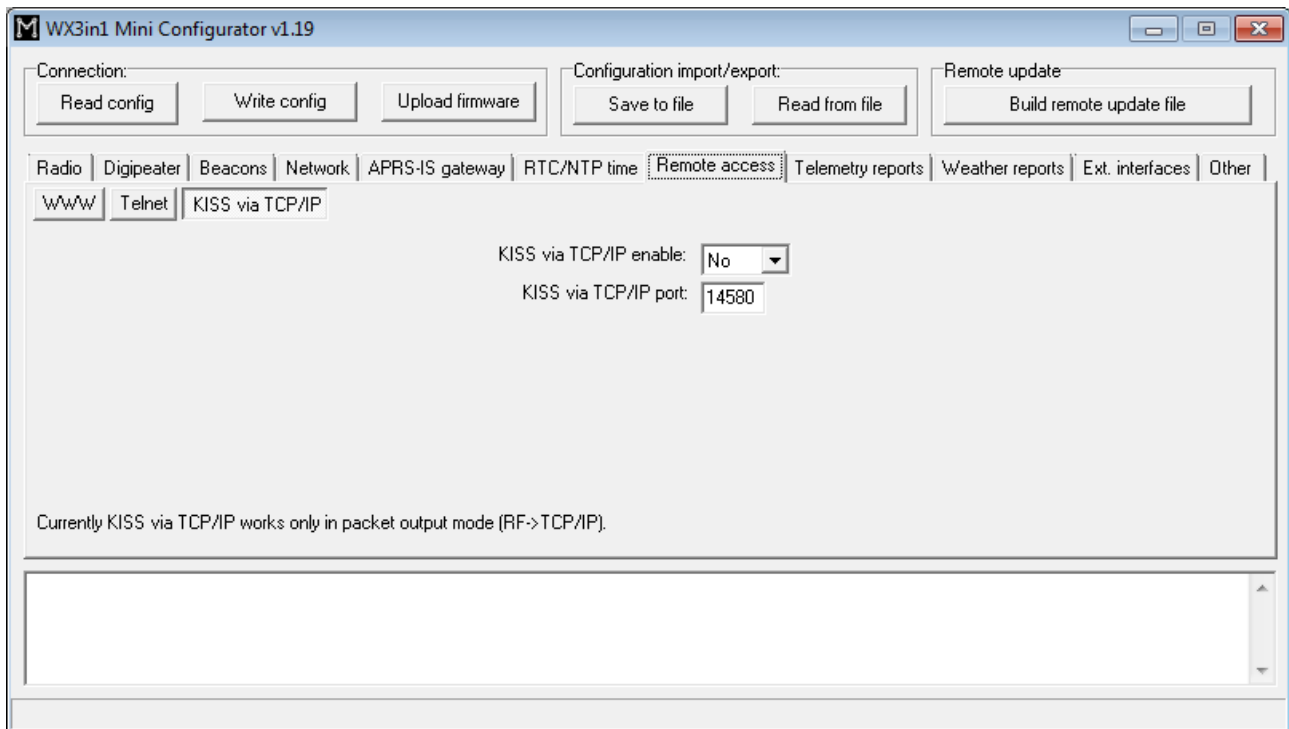 WX3in1 Mini Configurator v1.19
Connection: Configuration import/export: Remote update
Read config Write config Upload firmware Save to file Read from file Build remote update file
Radio Digipeater Beacons Network APRS-IS gateway RTC/NTP time Remote access Telemetry reports Weather reports Ext. interfaces Other
WWW Telnet KISS via TCP/IP
KISS via TCP/IP enable: No
KISS via TCP/IP port: 14580
Currently KISS via TCP/IP works only in packet output mode (RF->TCP/IP).